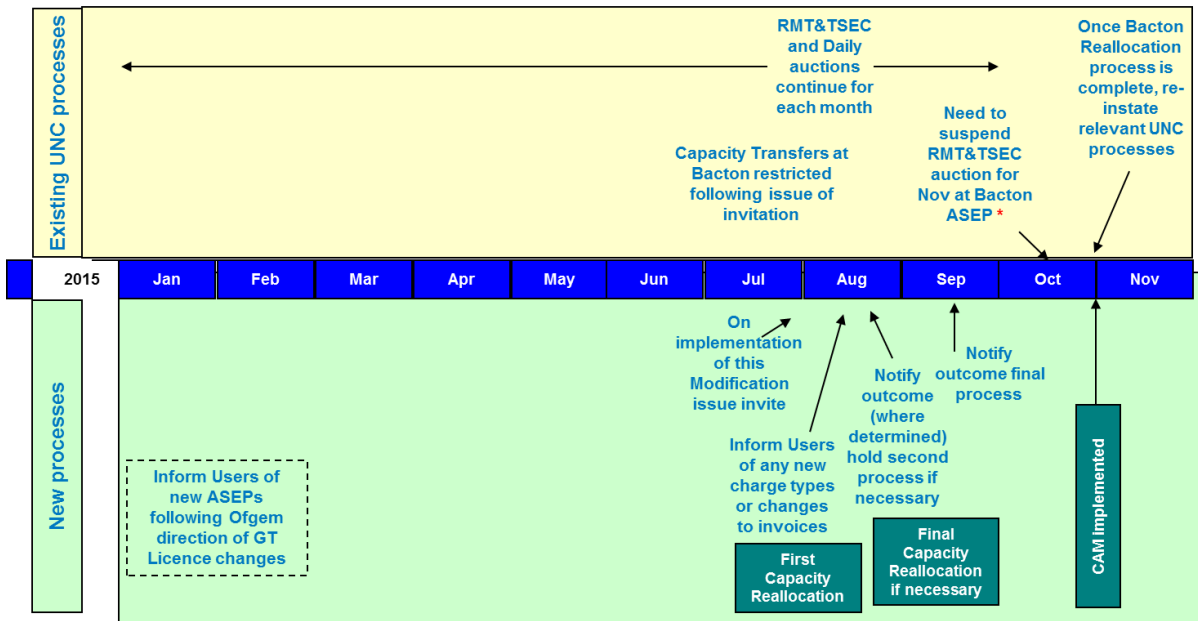 Existing UNC processes
RMT&TSEC
and Daily
auctions
continue for
each month
Once Bacton
Reallocation
process is
complete, re-
instate
relevant UNC
processes
Need to
suspend
RMT&TSEC
auction for
Nov at Bacton
ASEP *
Capacity Transfers at
Bacton restricted
following issue of
invitation
2015
Jan
Feb
Mar
Apr
May
Jun
Jul
Aug
Sep
Oct
Nov
New processes
Inform Users of
new ASEPs
following Ofgem
direction of GT
Licence changes
On
implementation
of this
Modification
issue invite
Inform Users
of any new
charge types
or changes
to invoices
Notify
outcome
(where
determined)
hold second
process if
necessary
Notify
outcome final
process
First
Capacity
Reallocation
Final
Capacity
Reallocation
if necessary
CAM implemented